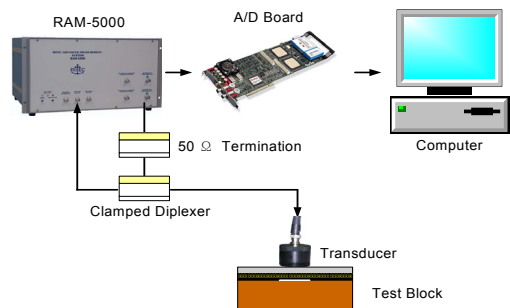 RAM-5000
A/D Board
50 Ω Termination
Computer
Clamped Diplexer
Transducer
Test Block